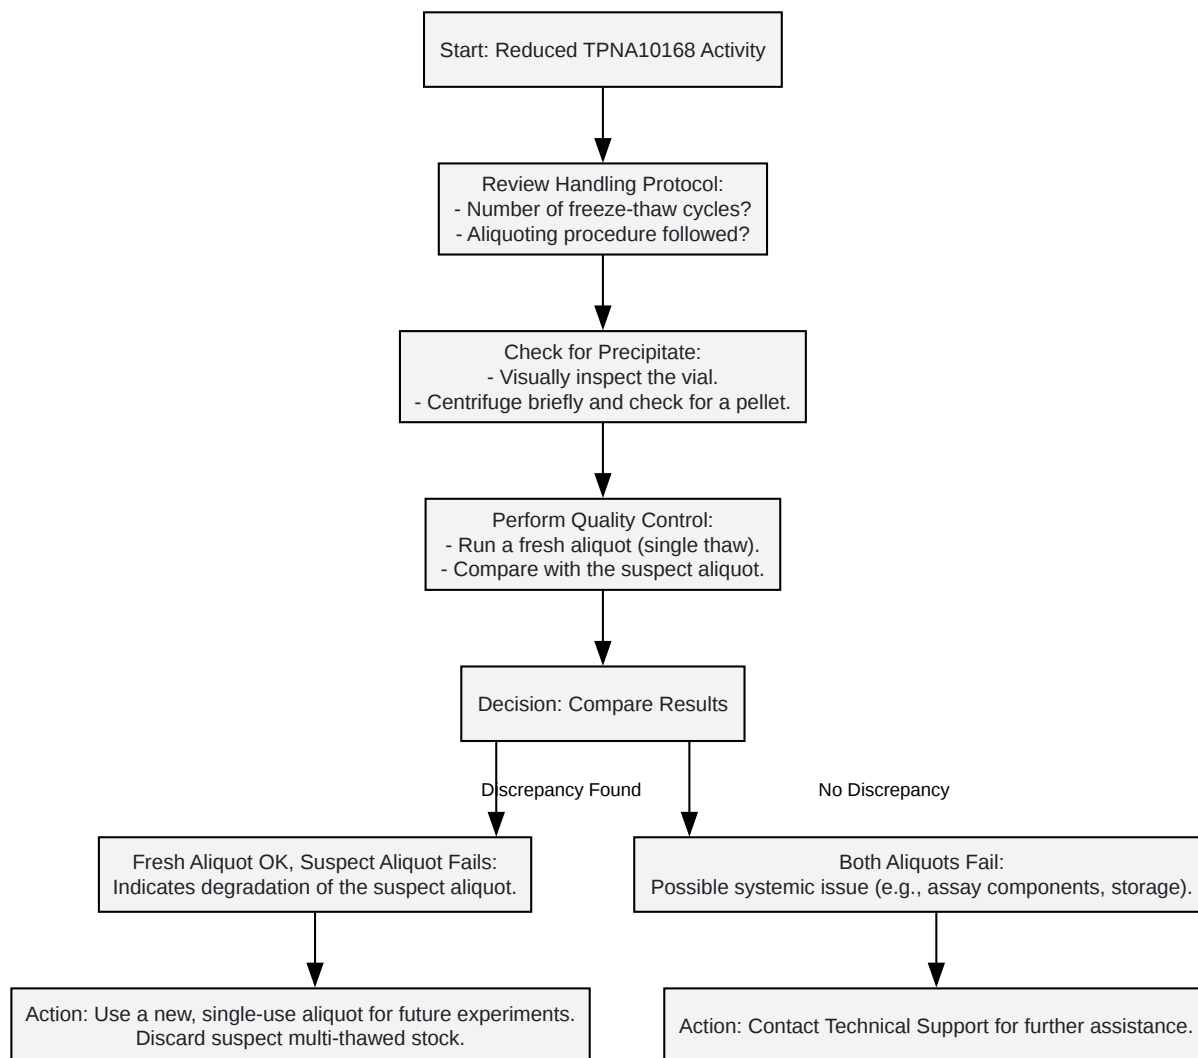 Start: Reduced TPNA10168 Activity
Review Handling Protocol:
- Number of freeze-thaw cycles?
- Aliquoting procedure followed?
Check for Precipitate:
- Visually inspect the vial.
- Centrifuge briefly and check for a pellet.
Perform Quality Control:
- Run a fresh aliquot (single thaw).
- Compare with the suspect aliquot.
Decision: Compare Results
Discrepancy Found
No Discrepancy
Fresh Aliquot OK, Suspect Aliquot Fails:
Indicates degradation of the suspect aliquot.
Both Aliquots Fail:
Possible systemic issue (e.g., assay components, storage).
Action: Use a new, single-use aliquot for future experiments.
Discard suspect multi-thawed stock.
Action: Contact Technical Support for further assistance.